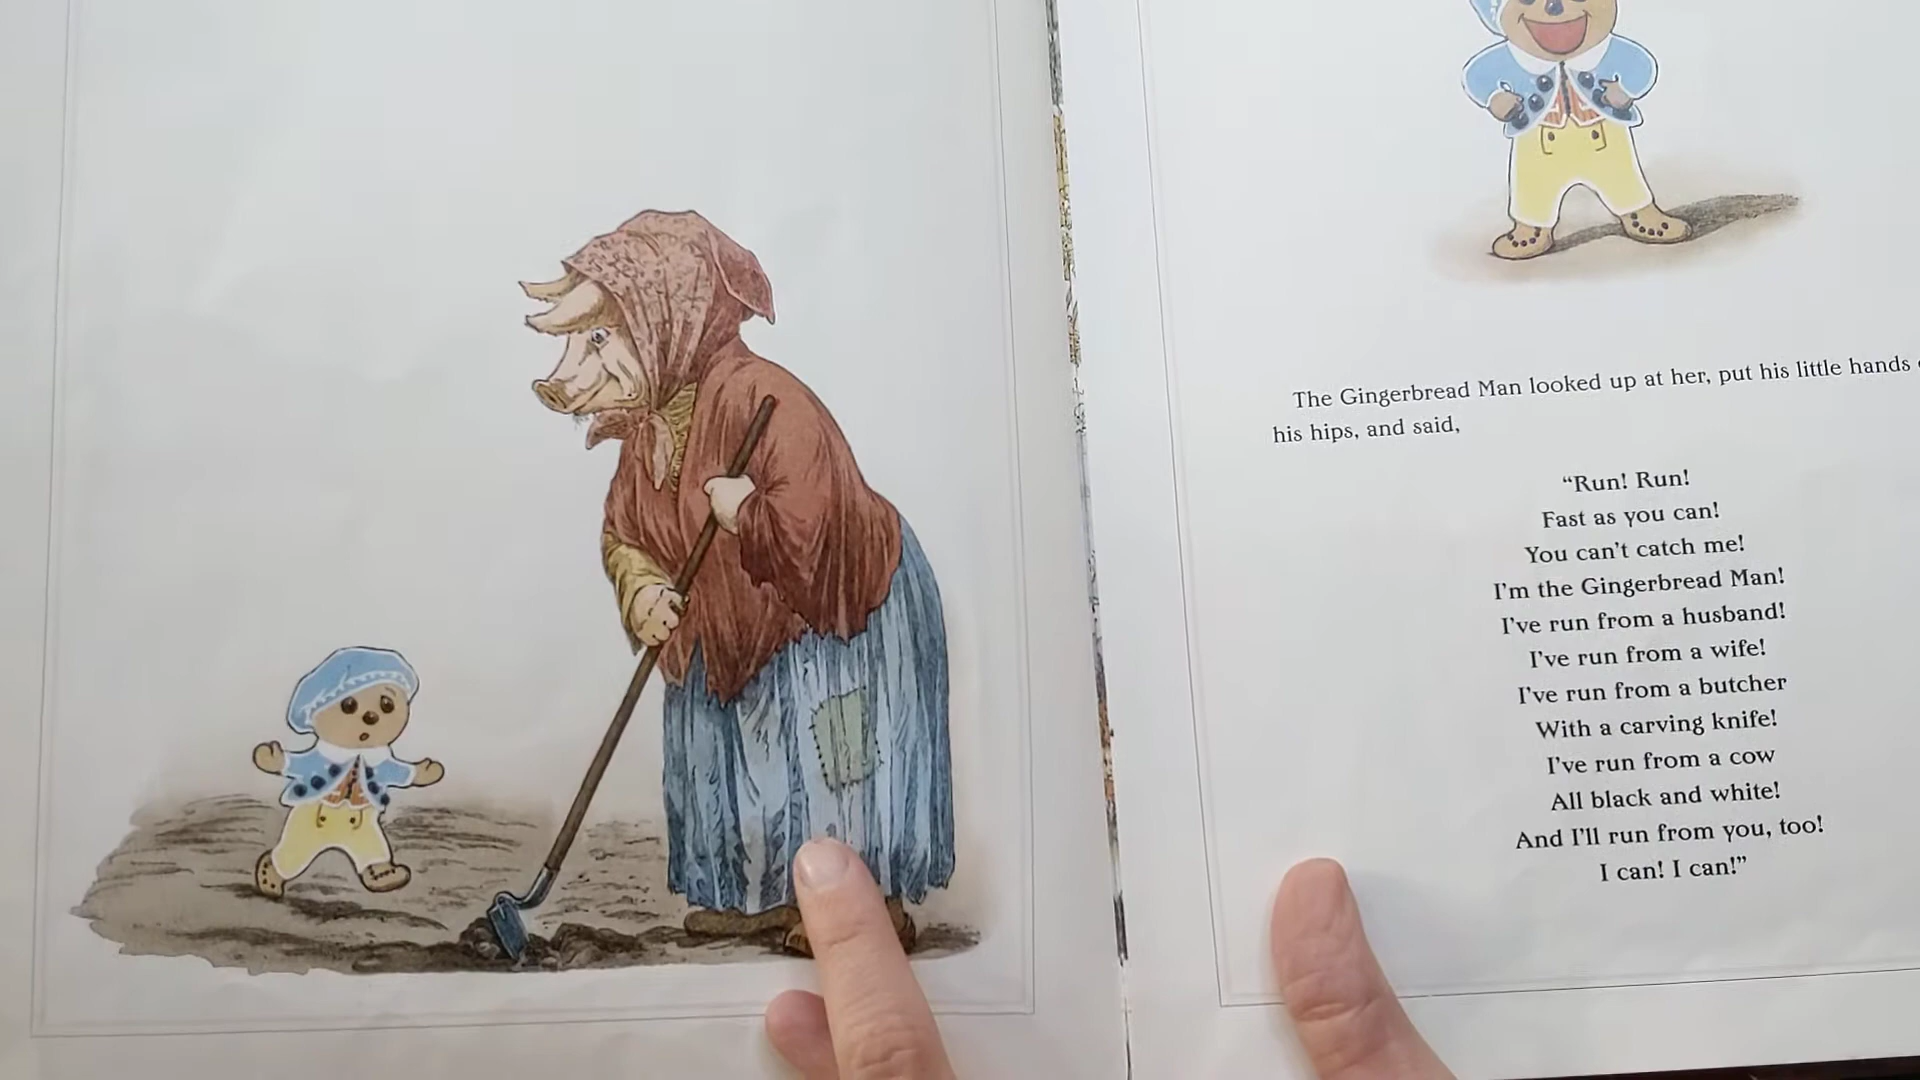 The Gingerbread Man looked up at her, put his little hands
his hips, and said,
“Run! Run!
Fast as you can!
You can't catch me!
I'm the Gingerbread Man!
I've run from a husband!
I've run from a wife!
I've run from a butcher
With a carving knife!
I've run from a cow
All black and white!
And I'll run from you, too!
I can! I can!”